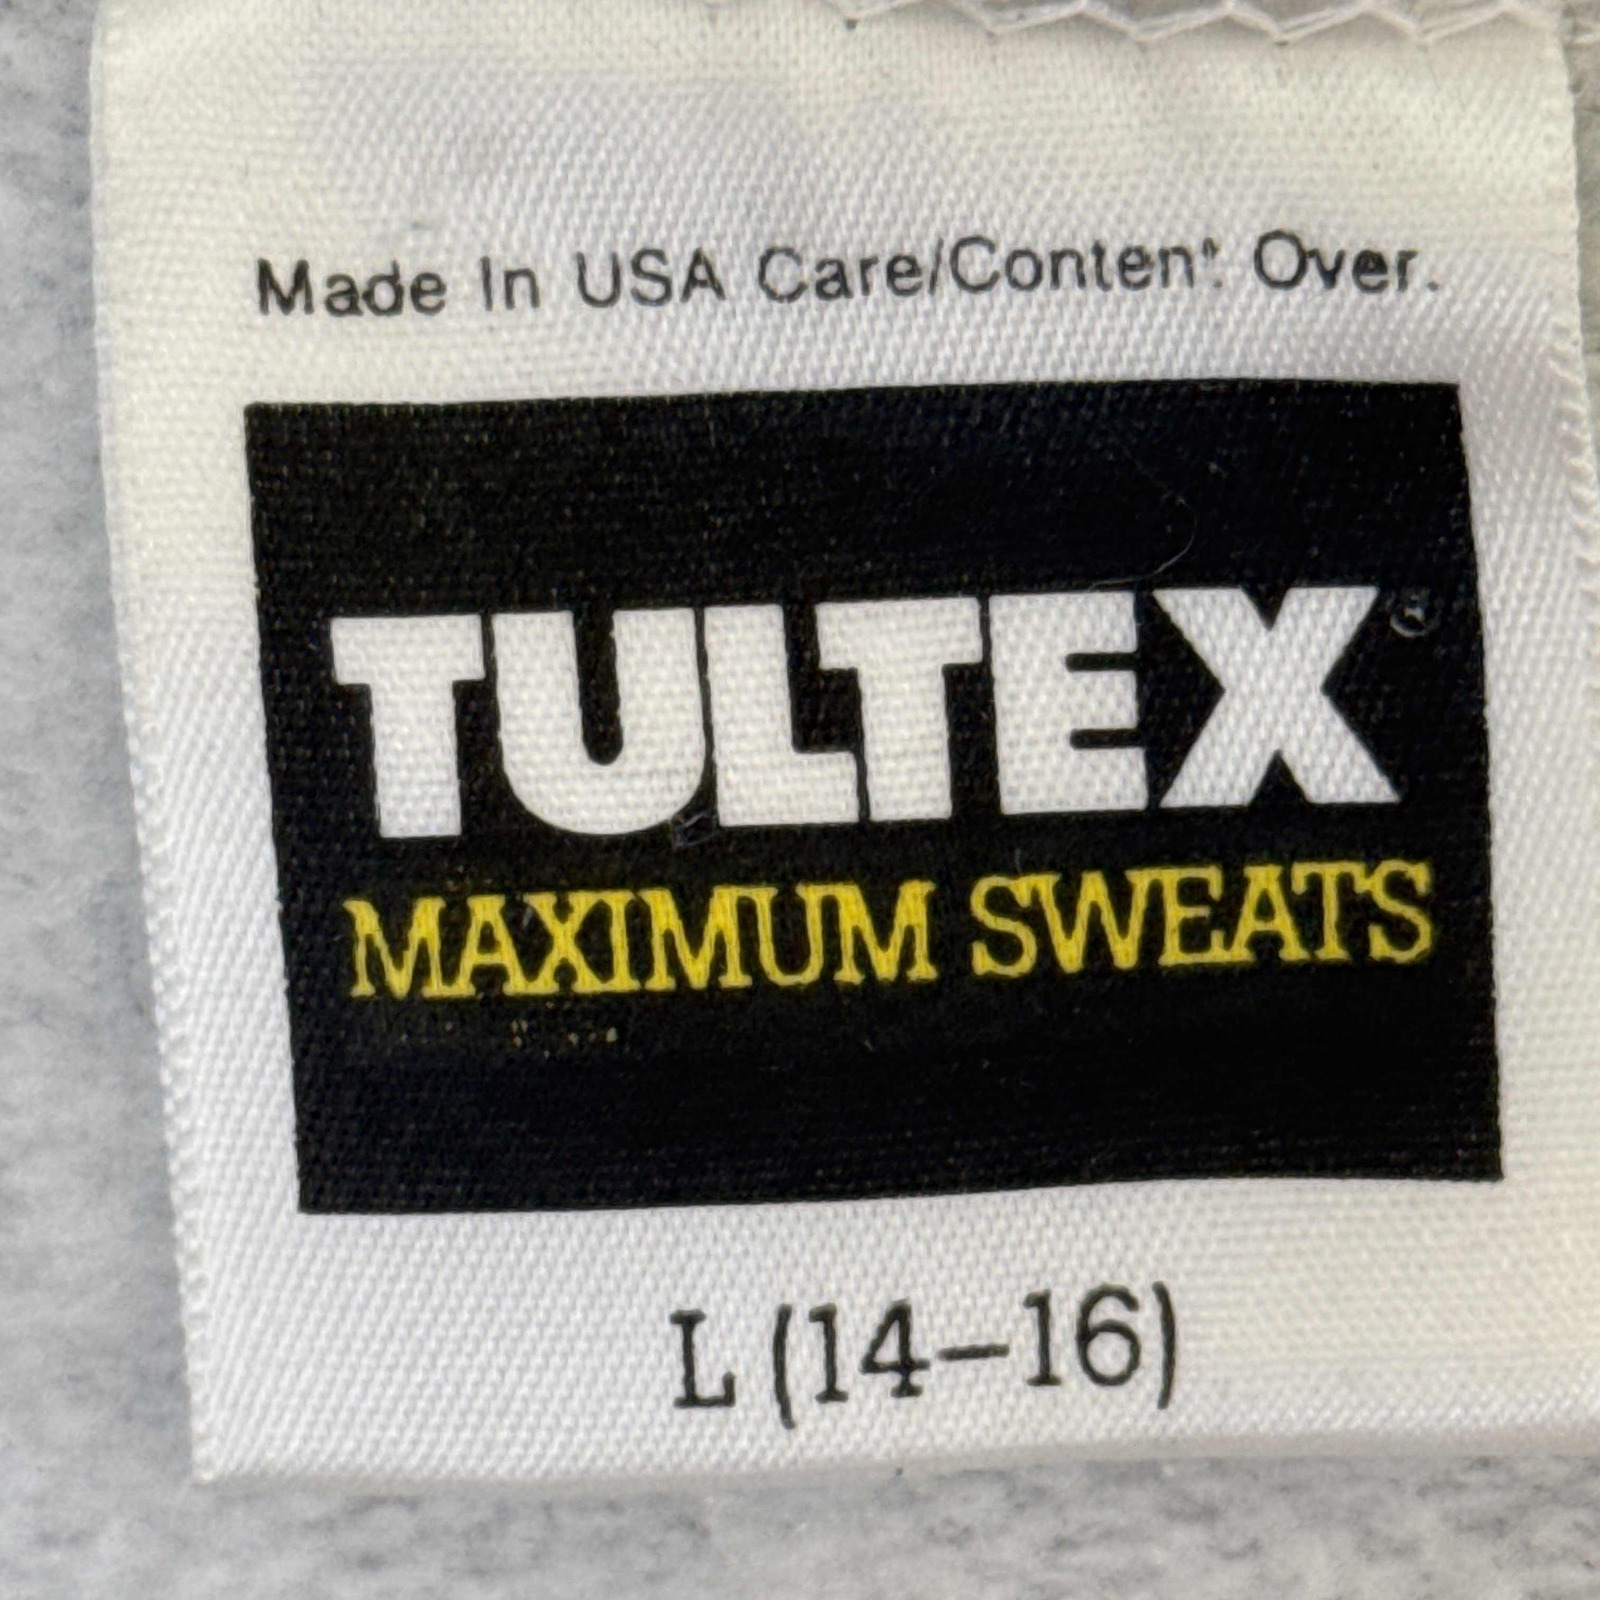 Made In USA Care/Content Over.
TULTEX®
MAXIMUM SWEATS
L (14-16)